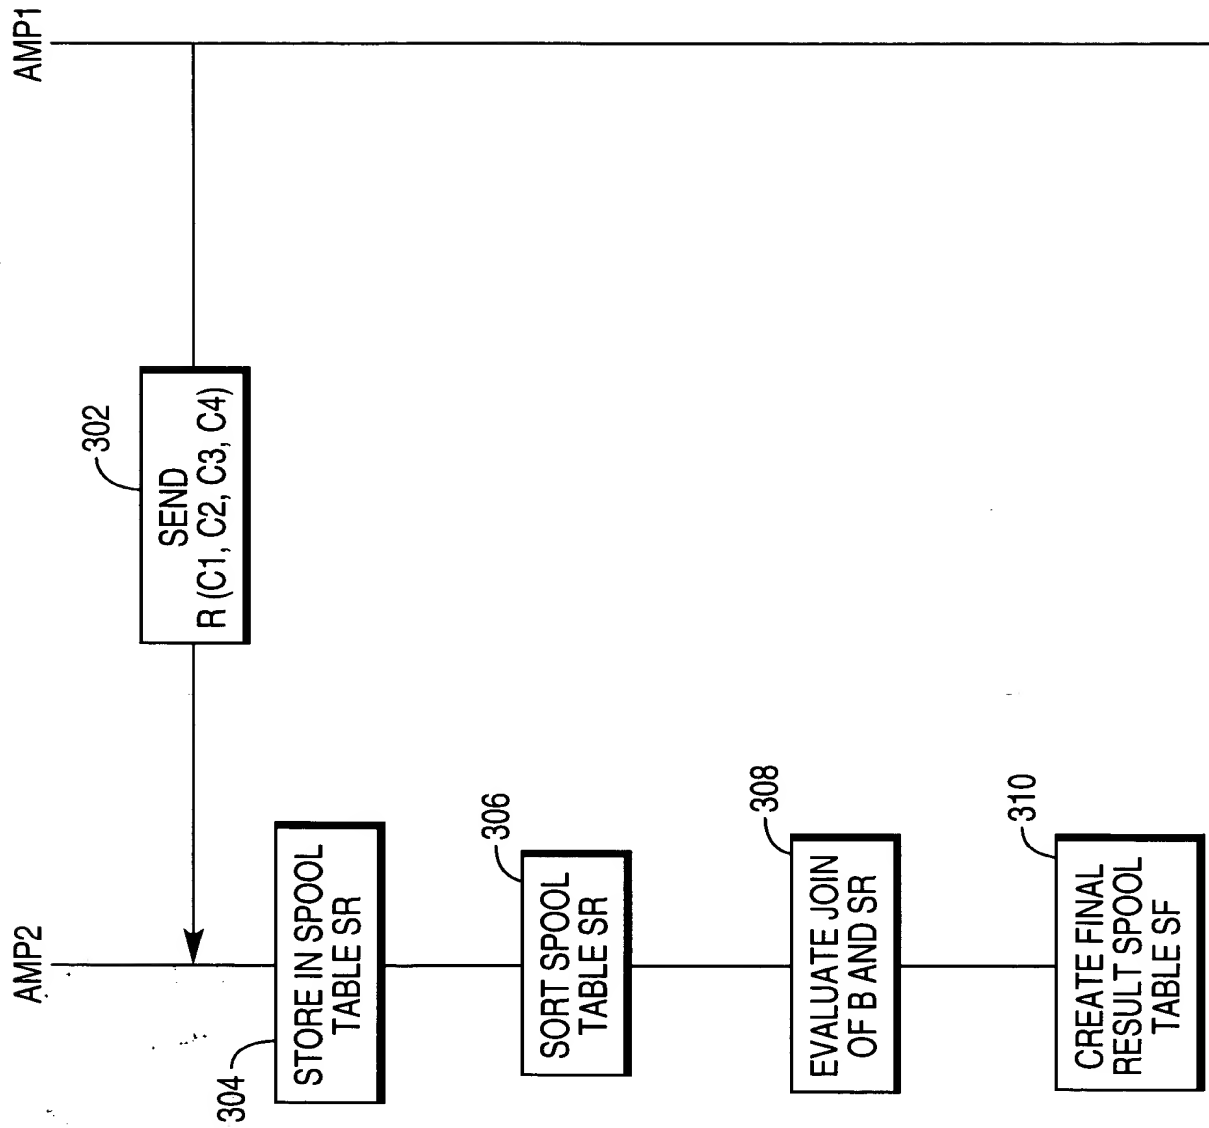 AMP2
AMP1
302
SEND
R (C1, C2, C3, C4)
304
STORE IN SPOOL
TABLE SR
306
SORT SPOOL
TABLE SR
308
EVALUATE JOIN
OF B AND SR
310
CREATE FINAL
RESULT SPOOL
TABLE SF